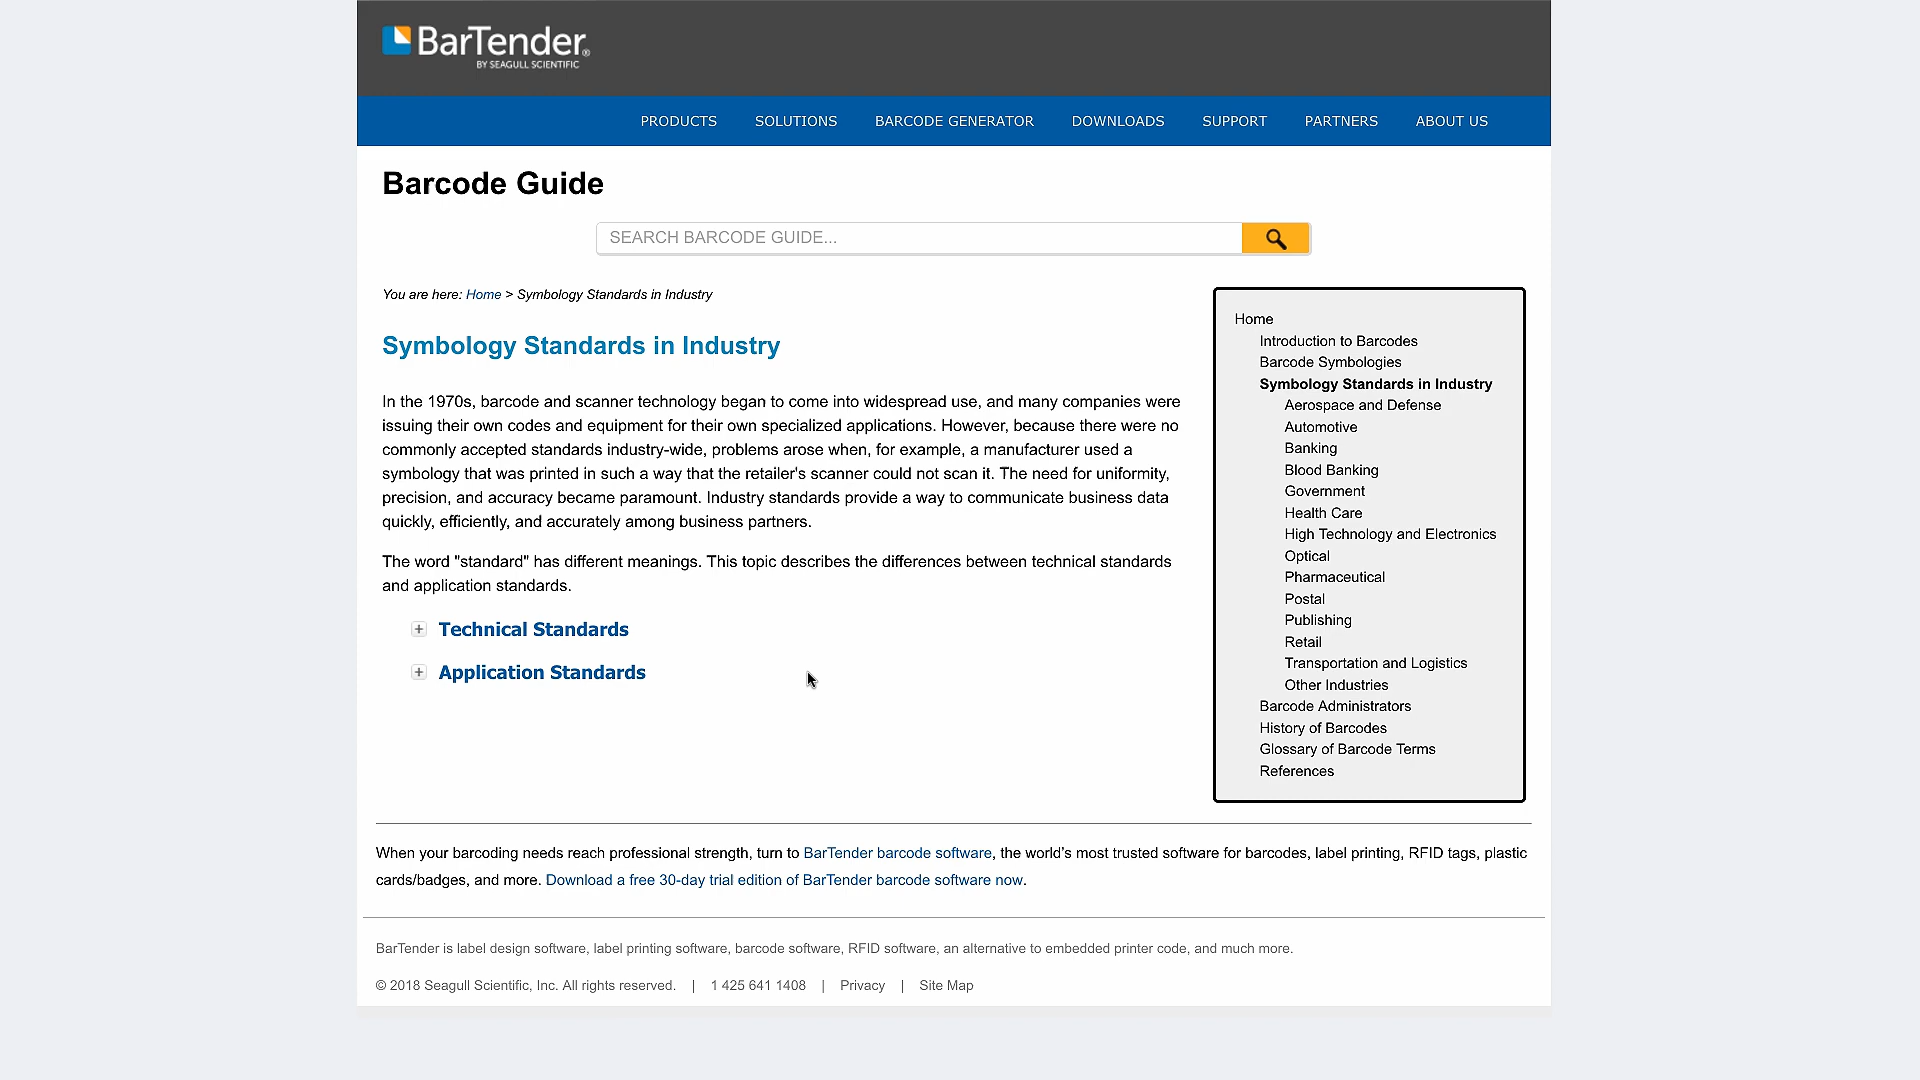 BarTender®
BY SEAGULL SCIENTIFIC
PRODUCTS SOLUTIONS BARCODE GENERATOR DOWNLOADS SUPPORT PARTNERS ABOUT US
Barcode Guide
SEARCH BARCODE GUIDE...
You are here: Home > Symbology Standards in Industry
Symbology Standards in Industry
In the 1970s, barcode and scanner technology began to come into widespread use, and many companies were
issuing their own codes and equipment for their own specialized applications. However, because there were no
commonly accepted standards industry-wide, problems arose when, for example, a manufacturer used a
symbology that was printed in such a way that the retailer's scanner could not scan it. The need for uniformity,
precision, and accuracy became paramount. Industry standards provide a way to communicate business data
quickly, efficiently, and accurately among business partners.
The word "standard" has different meanings. This topic describes the differences between technical standards
and application standards.
Technical Standards
Application Standards
Home
Introduction to Barcodes
Barcode Symbologies
Symbology Standards in Industry
Aerospace and Defense
Automotive
Banking
Blood Banking
Government
Health Care
High Technology and Electronics
Optical
Pharmaceutical
Postal
Publishing
Retail
Transportation and Logistics
Other Industries
Barcode Administrators
History of Barcodes
Glossary of Barcode Terms
References
When your barcoding needs reach professional strength, turn to BarTender barcode software, the world's most trusted software for barcodes, label printing, RFID tags, plastic
cards/badges, and more. Download a free 30-day trial edition of BarTender barcode software now.
BarTender is label design software, label printing software, barcode software, RFID software, an alternative to embedded printer code, and much more.
© 2018 Seagull Scientific, Inc. All rights reserved. | 1 425 641 1408 | Privacy | Site Map